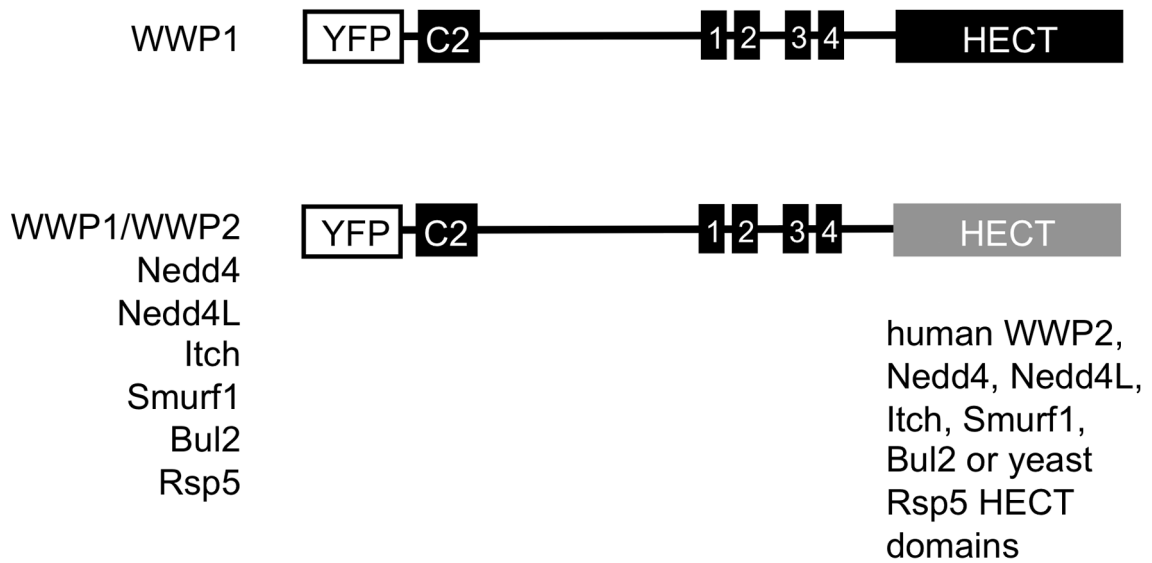 WWP1 YFP C2 1 2 3 4 HECT
WWP1/WWP2 YFP C2 1 2 3 4 HECT
Nedd4
Nedd4L
Itch
Smurf1
Bul2
Rsp5
human WWP2,
Nedd4, Nedd4L,
Itch, Smurf1,
Bul2 or yeast
Rsp5 HECT
domains